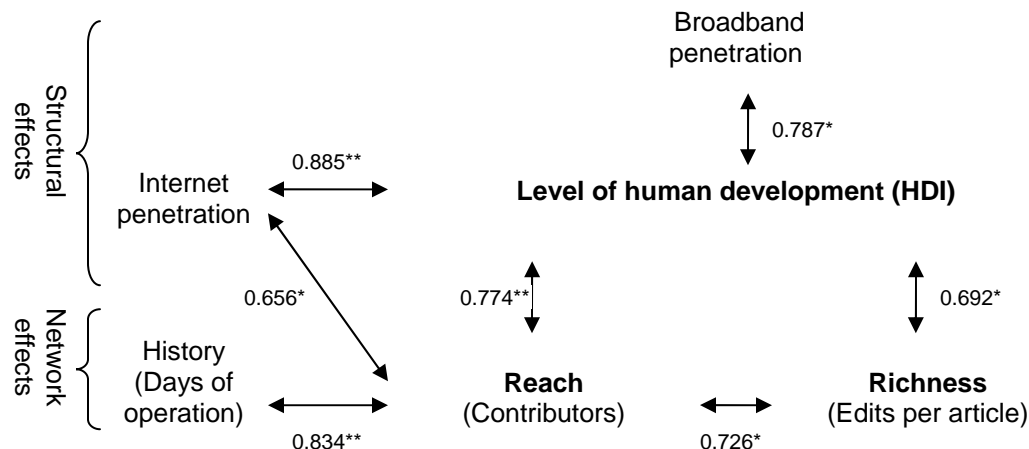 Broadband
penetration
Structural
effects
0.787*
0.885**
Internet
penetration
Level of human development (HDI)
0.656*
0.774**
0.692*
Network
effects
History
(Days of
operation)
Reach
(Contributors)
Richness
(Edits per article)
0.834**
0.726*